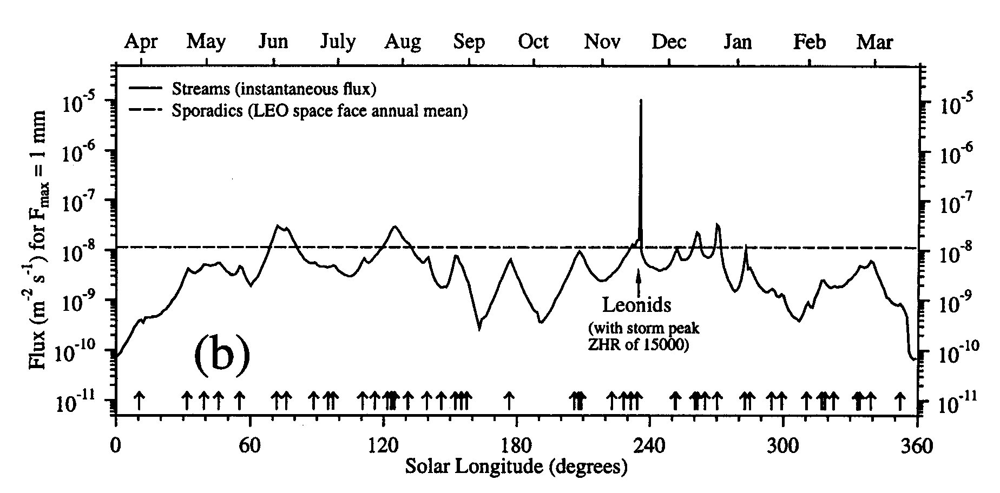 Apr May Jun July Aug Sep Oct Nov Dec Jan Feb Mar
Streams (instantaneous flux)
Sporadics (LEO space face annual mean)
10⁻⁵ 10⁻⁵
10⁻⁶ 10⁻⁶
10⁻⁷ 10⁻⁷
10⁻⁸ 10⁻⁸
10⁻⁹ 10⁻⁹
10⁻¹⁰ 10⁻¹⁰
10⁻¹¹ 10⁻¹¹
Flux (m⁻² s⁻¹) for Fmax = 1 mm
Leonids
(with storm peak
ZHR of 15000)
(b)
0 60 120 180 240 300 360
Solar Longitude (degrees)